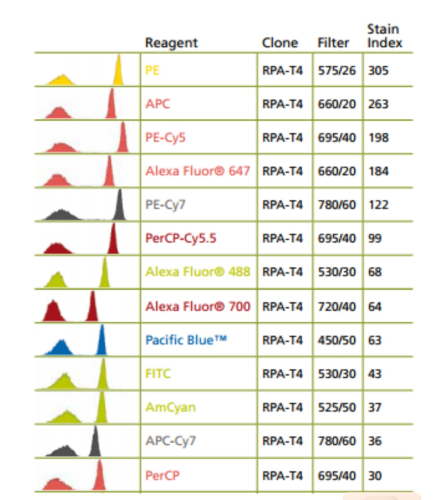 Reagent Clone Filter Stain Index
PE RPA-T4 575/26 305
APC RPA-T4 660/20 263
PE-Cy5 RPA-T4 695/40 198
Alexa Fluor® 647 RPA-T4 660/20 184
PE-Cy7 RPA-T4 780/60 122
PerCP-Cy5.5 RPA-T4 695/40 99
Alexa Fluor® 488 RPA-T4 530/30 68
Alexa Fluor® 700 RPA-T4 720/40 64
Pacific Blue™ RPA-T4 450/50 63
FITC RPA-T4 530/30 43
AmCyan RPA-T4 525/50 37
APC-Cy7 RPA-T4 780/60 36
PerCP RPA-T4 695/40 30